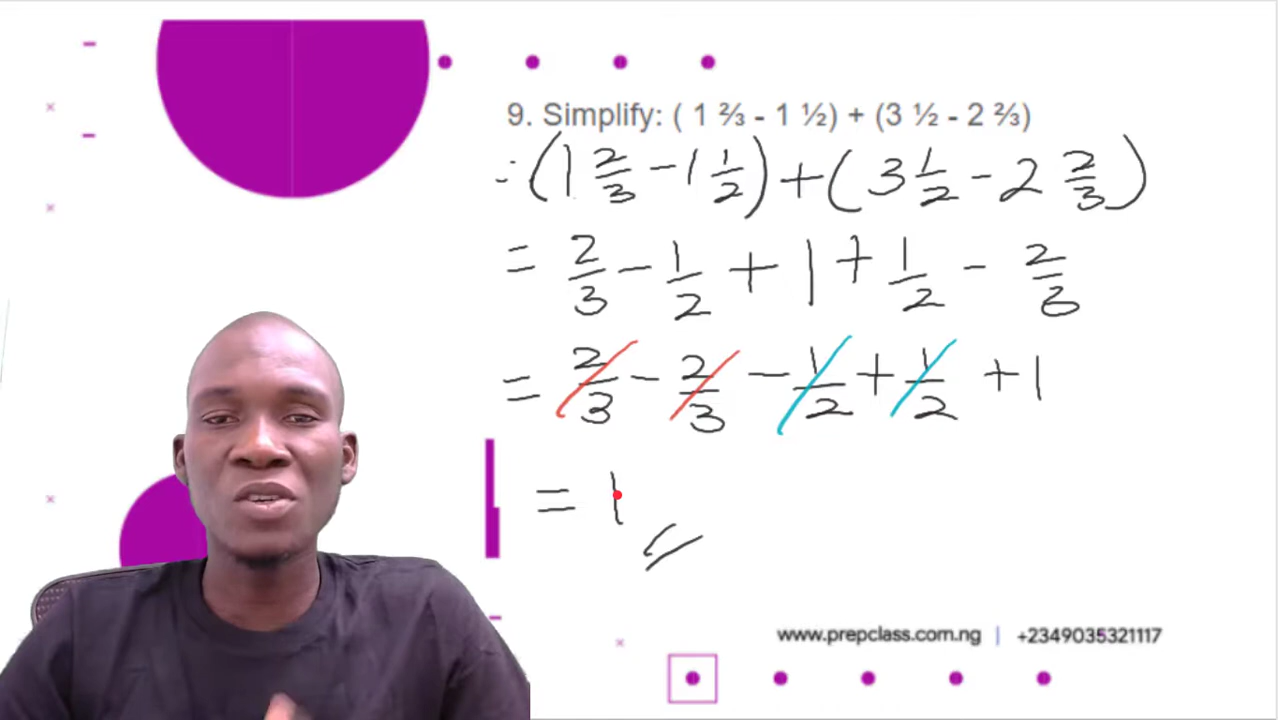 9. Simplify: ( 1 ⅔ - 1 ½) + (3 ½ - 2 ⅔)
= (1 2/3 - 1 1/2) + (3 1/2 - 2 2/3)
= 2/3 - 1/2 + 1 + 1/2 - 2/3
= 2/3 - 2/3 - 1/2 + 1/2 + 1
= 1
www.prepclass.com.ng | +2349035321117